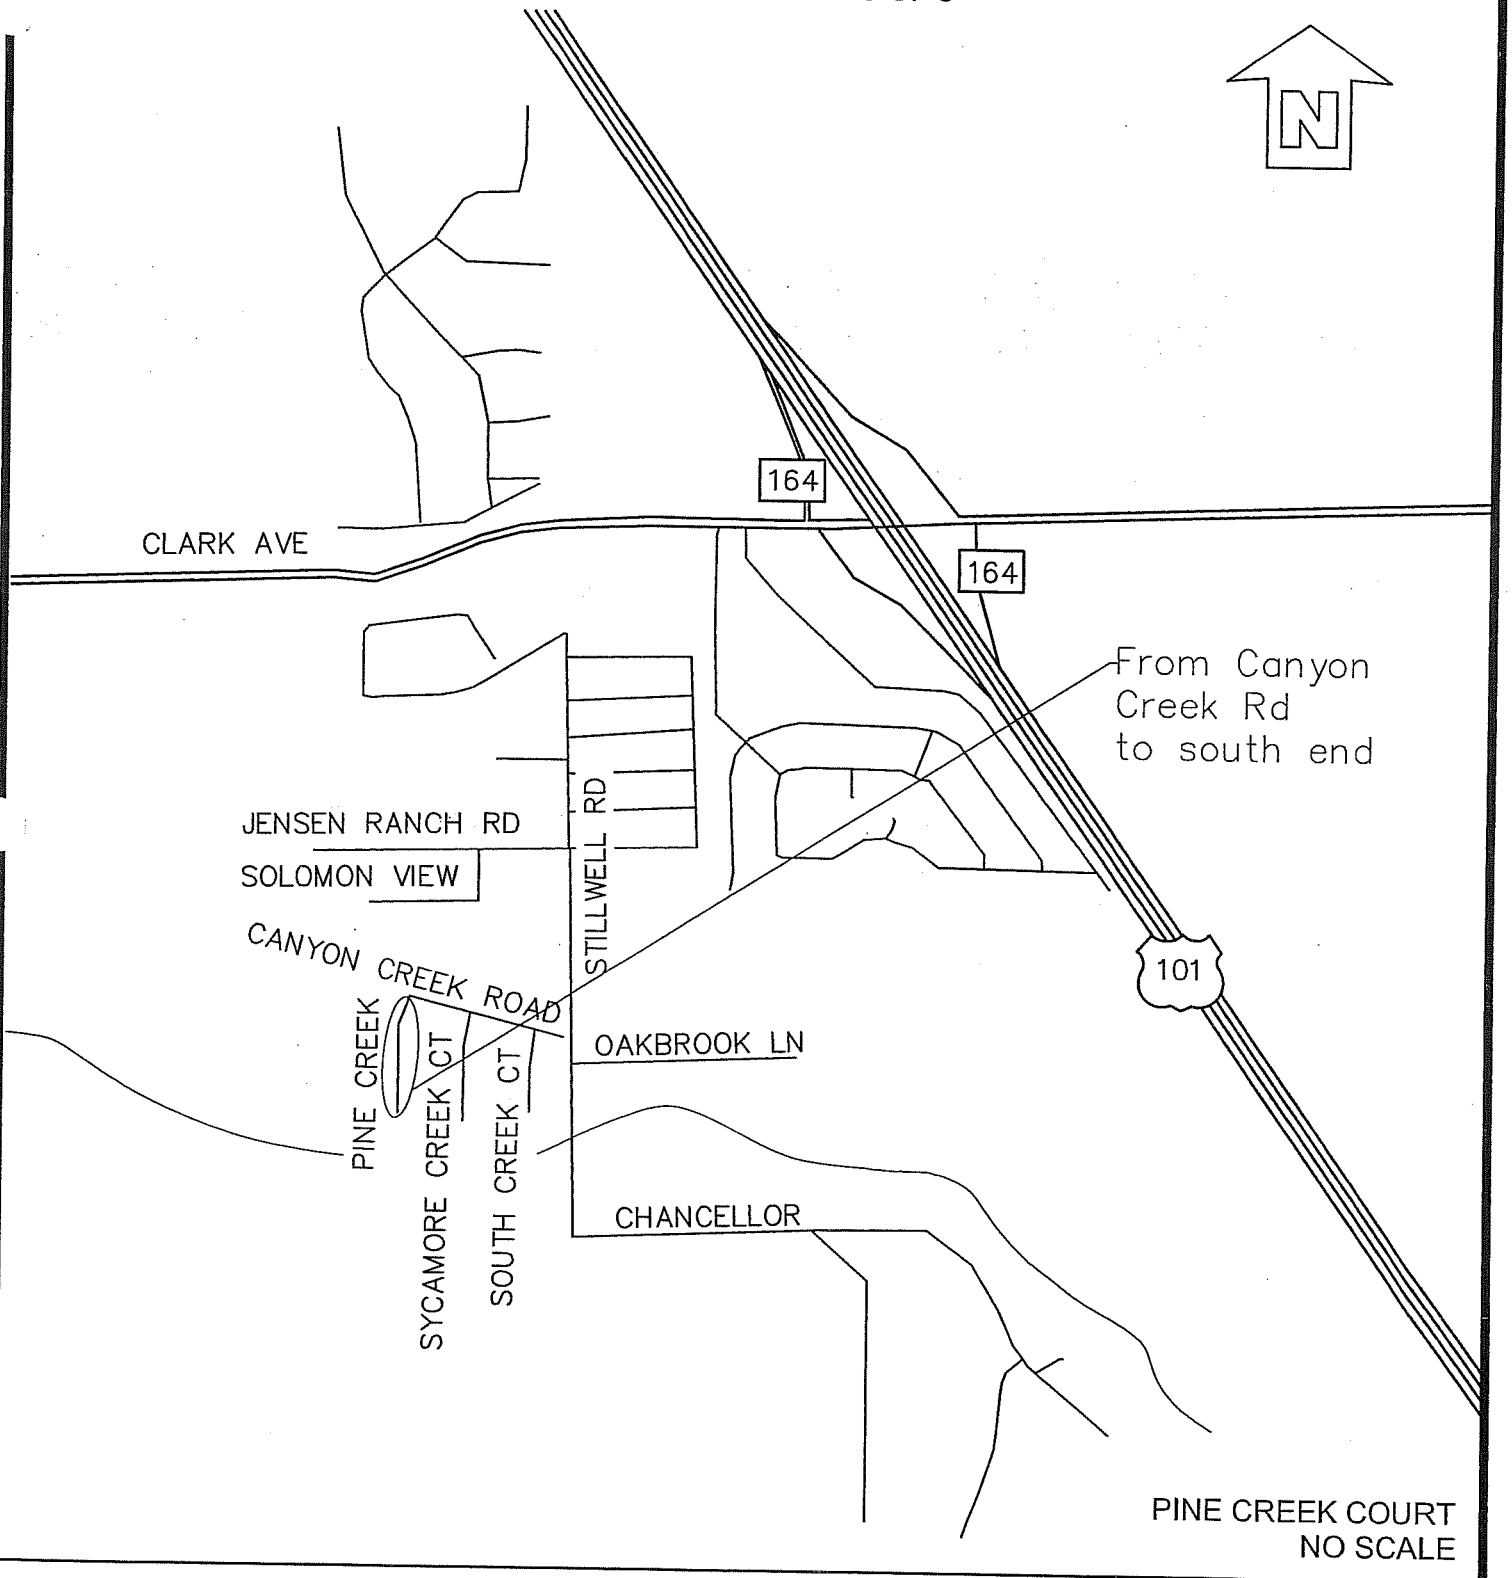 N
164
CLARK AVE
164
From Canyon
Creek Rd
to south end
JENSEN RANCH RD
STILLWELL RD
SOLOMON VIEW
CANYON CREEK ROAD
101
PINE CREEK
SYCAMORE CREEK CT
SOUTH CREEK CT
OAKBROOK LN
CHANCELLOR
PINE CREEK COURT
NO SCALE